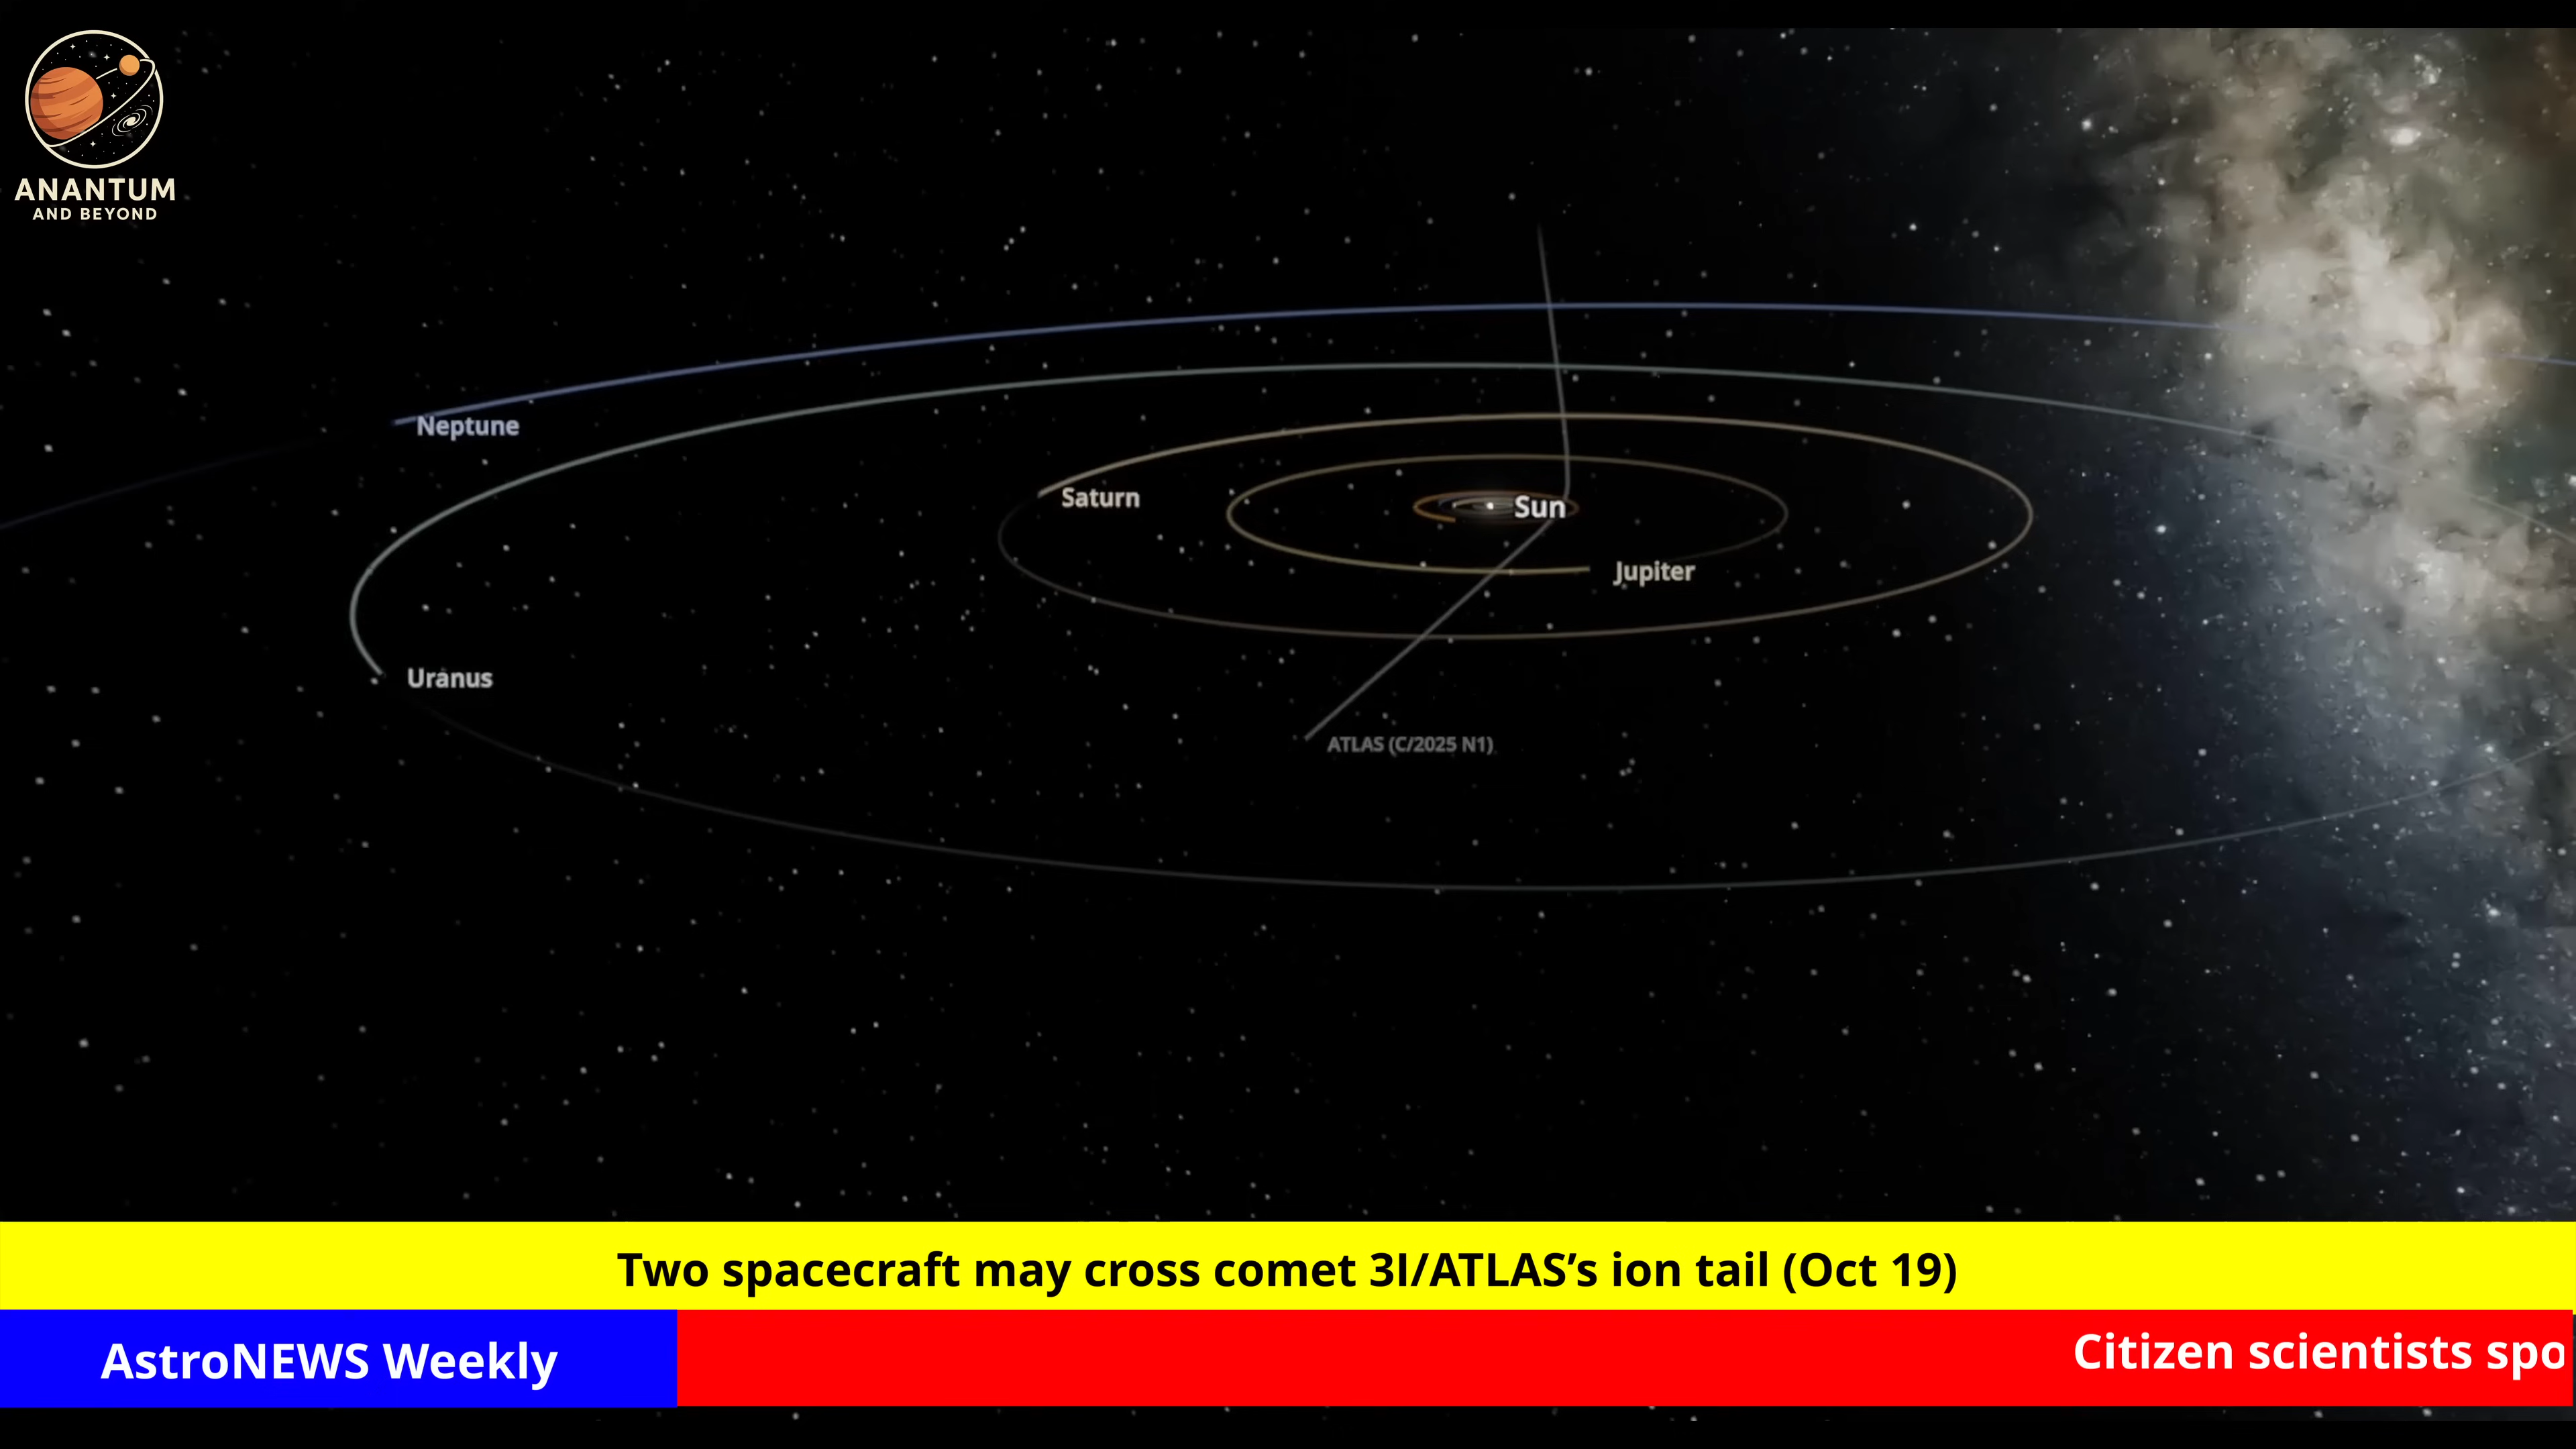 ANANTUM
AND BEYOND
Neptune
Saturn
Sun
Jupiter
Uranus
ATLAS (C/2025 N1)
Two spacecraft may cross comet 3I/ATLAS’s ion tail (Oct 19)
AstroNEWS Weekly
Citizen scientists spo